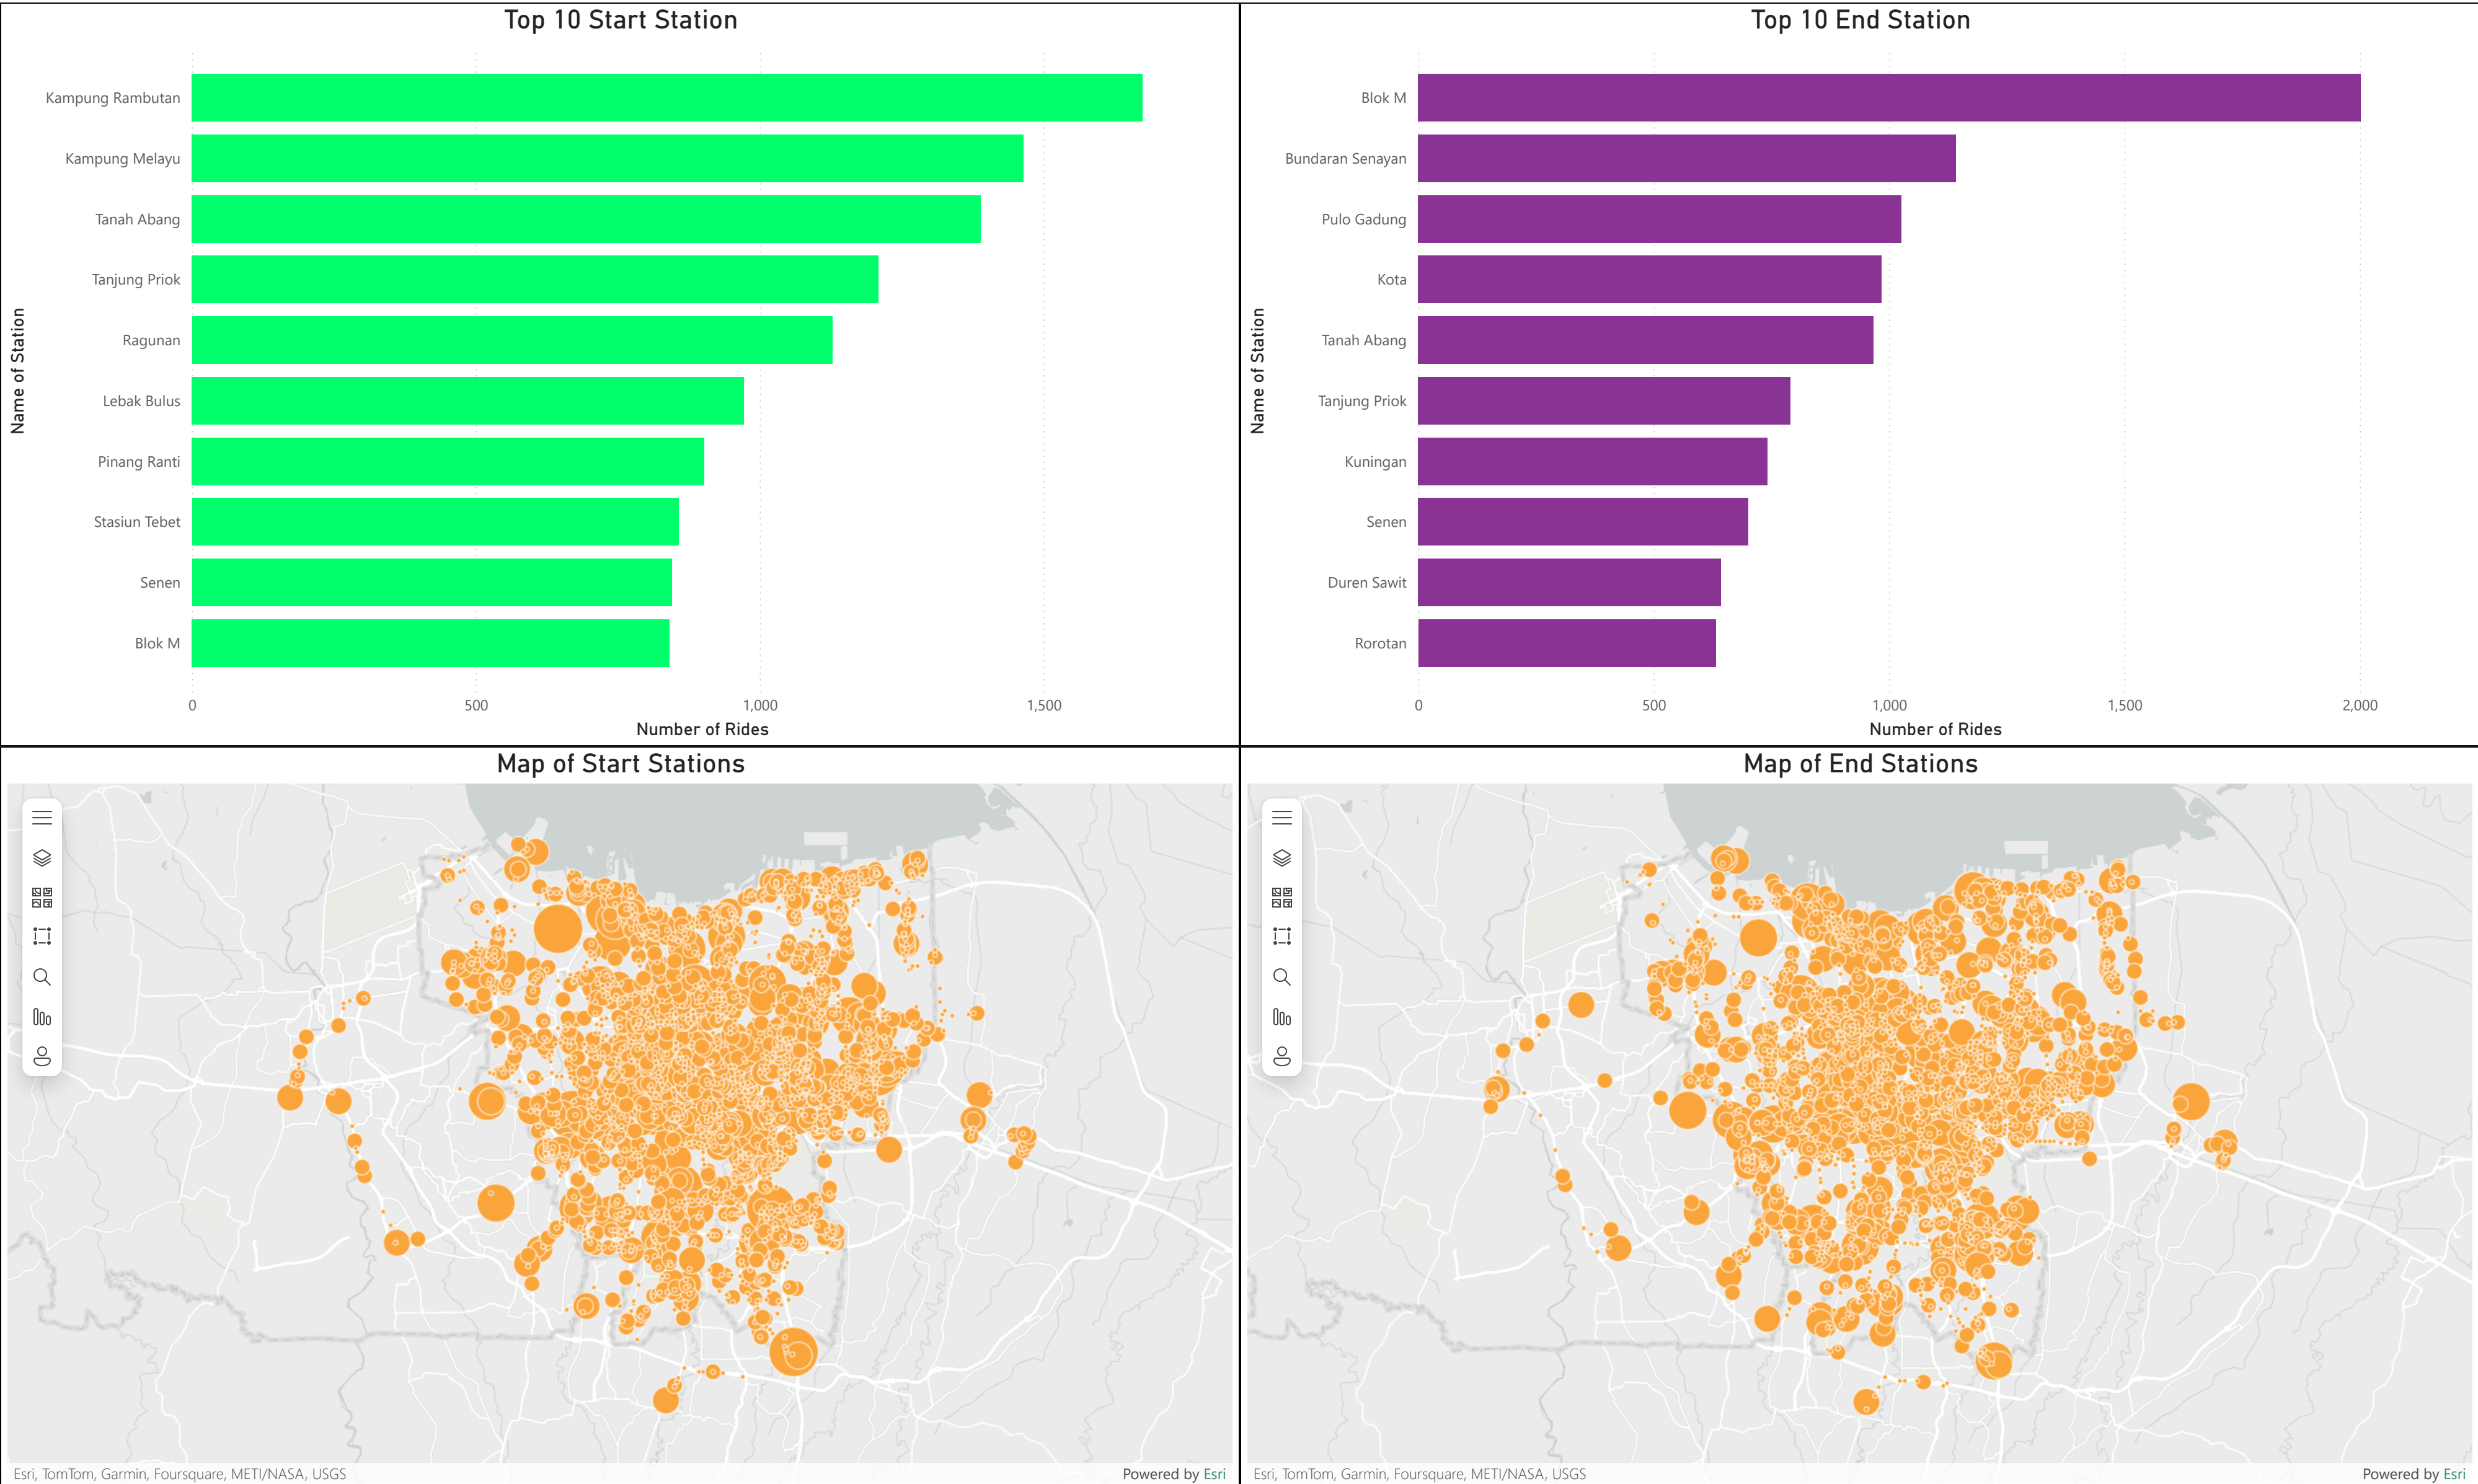 Top 10 Start Station
Name of Station
Kampung Rambutan
Kampung Melayu
Tanah Abang
Tanjung Priok
Ragunan
Lebak Bulus
Pinang Ranti
Stasiun Tebet
Senen
Blok M
0 500 1,000 1,500
Number of Rides
Top 10 End Station
Name of Station
Blok M
Bundaran Senayan
Pulo Gadung
Kota
Tanah Abang
Tanjung Priok
Kuningan
Senen
Duren Sawit
Rorotan
0 500 1,000 1,500 2,000
Number of Rides
Map of Start Stations
Esri, TomTom, Garmin, Foursquare, METI/NASA, USGS
Powered by Esri
Map of End Stations
Esri, TomTom, Garmin, Foursquare, METI/NASA, USGS
Powered by Esri